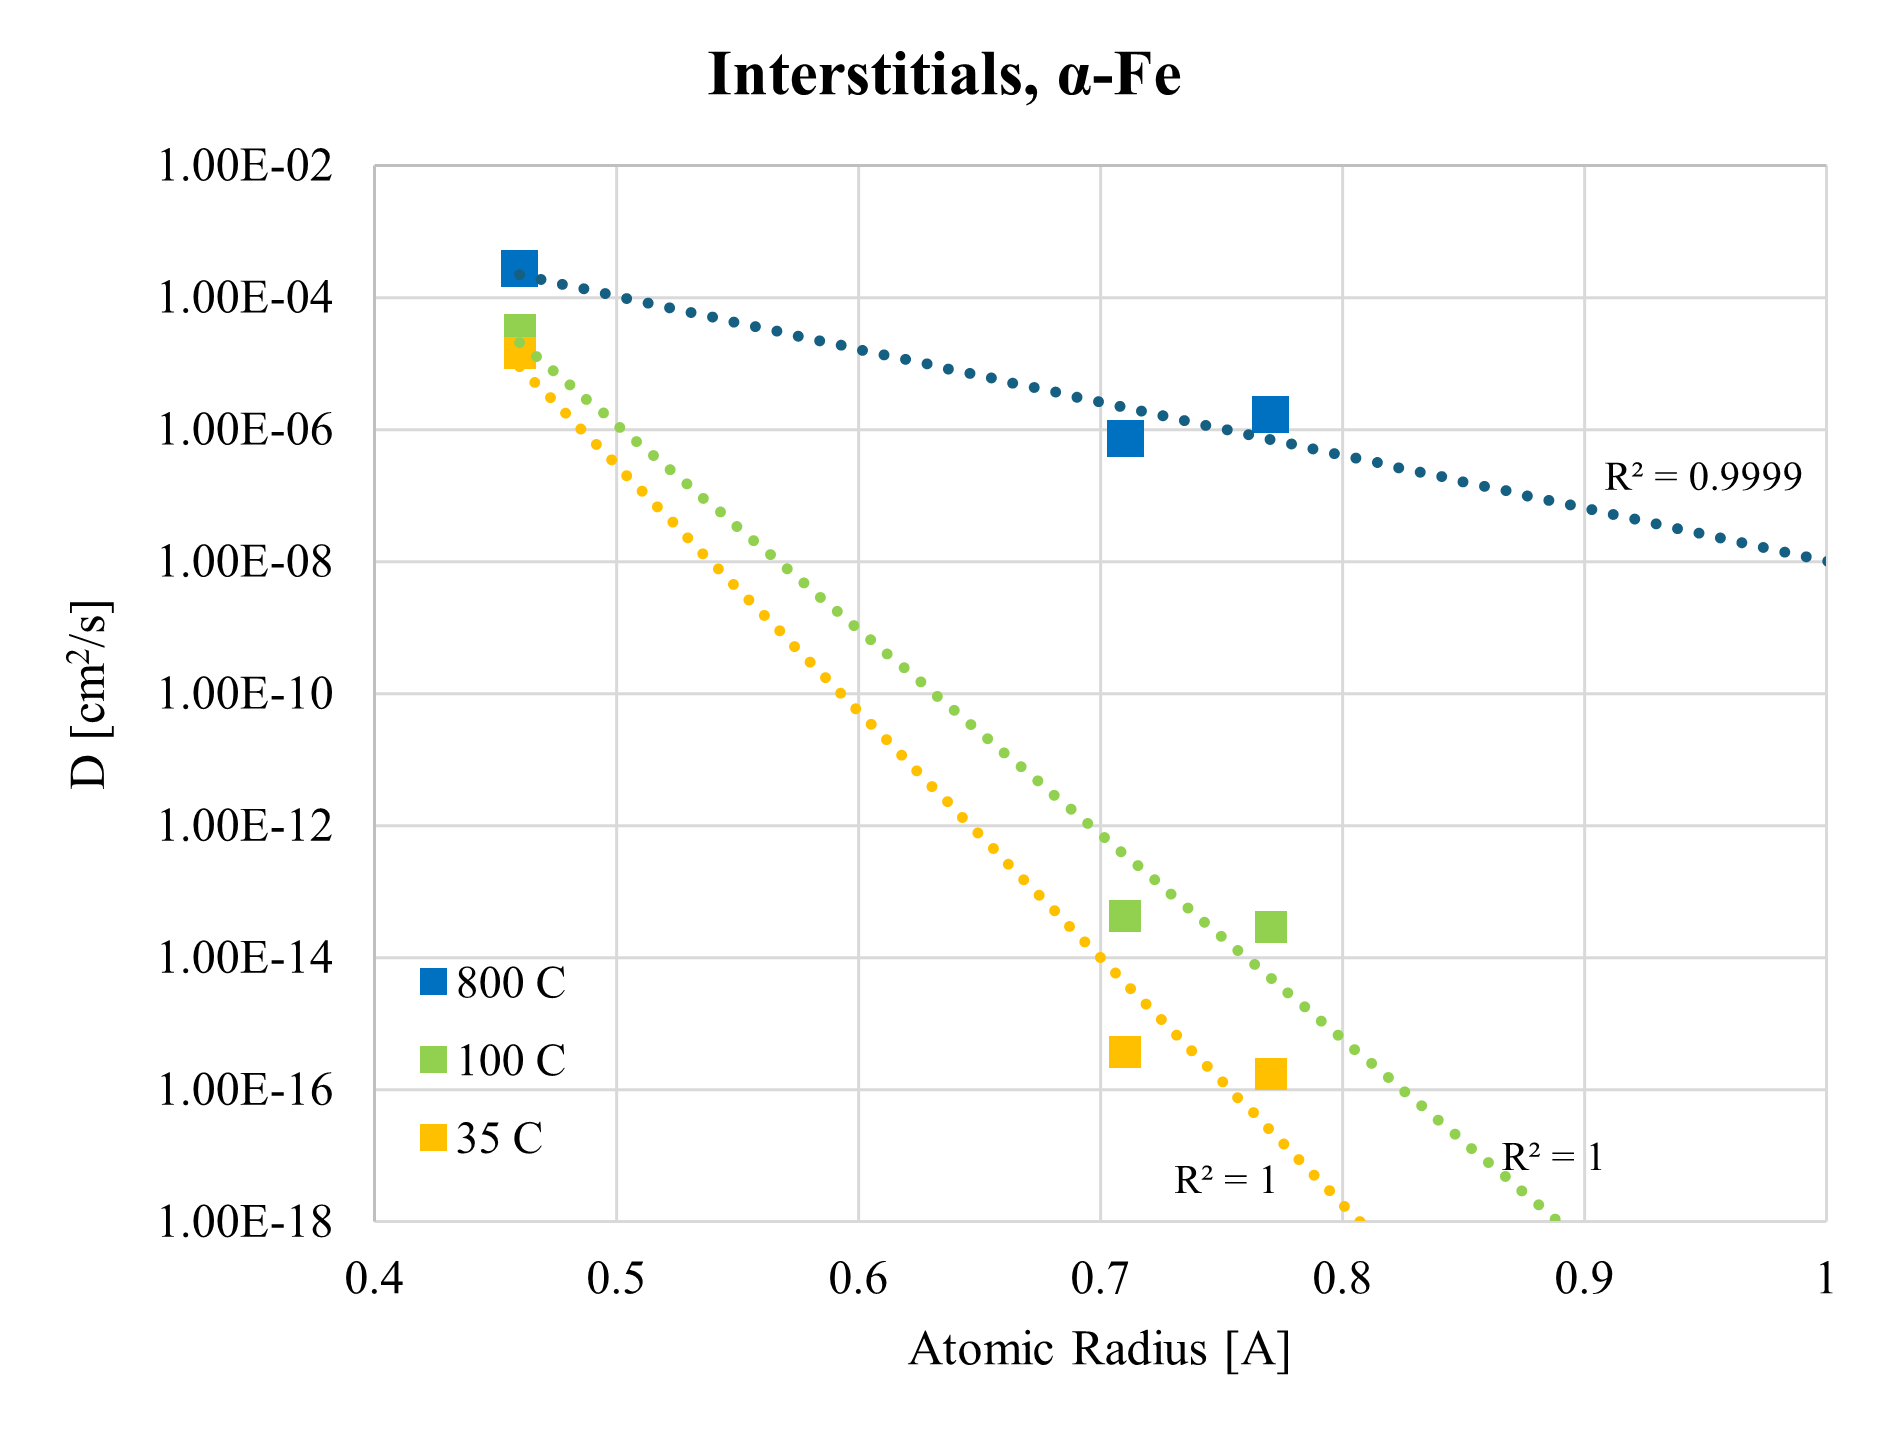 Interstitials, α-Fe
1.00E-02
1.00E-04
1.00E-06
1.00E-08
1.00E-10
1.00E-12
1.00E-14
1.00E-16
1.00E-18
D [cm²/s]
R² = 0.9999
R² = 1
R² = 1
800 C
100 C
35 C
0.4 0.5 0.6 0.7 0.8 0.9 1
Atomic Radius [A]